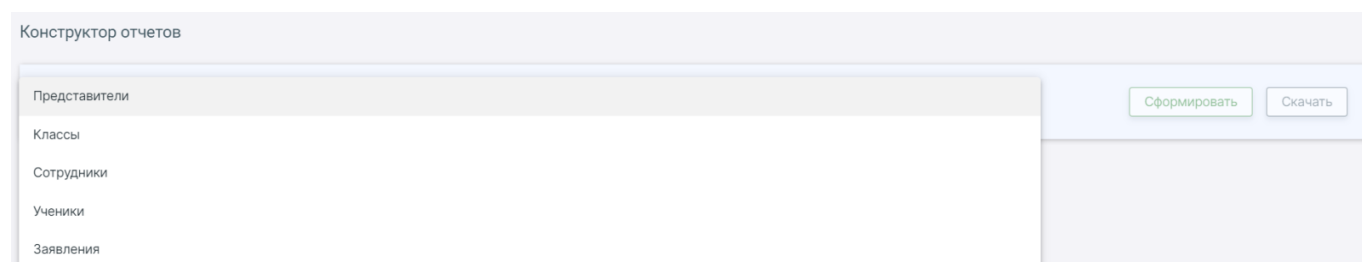 Конструктор отчетов
Представители
Сформировать
Скачать
Классы
Сотрудники
Ученики
Заявления